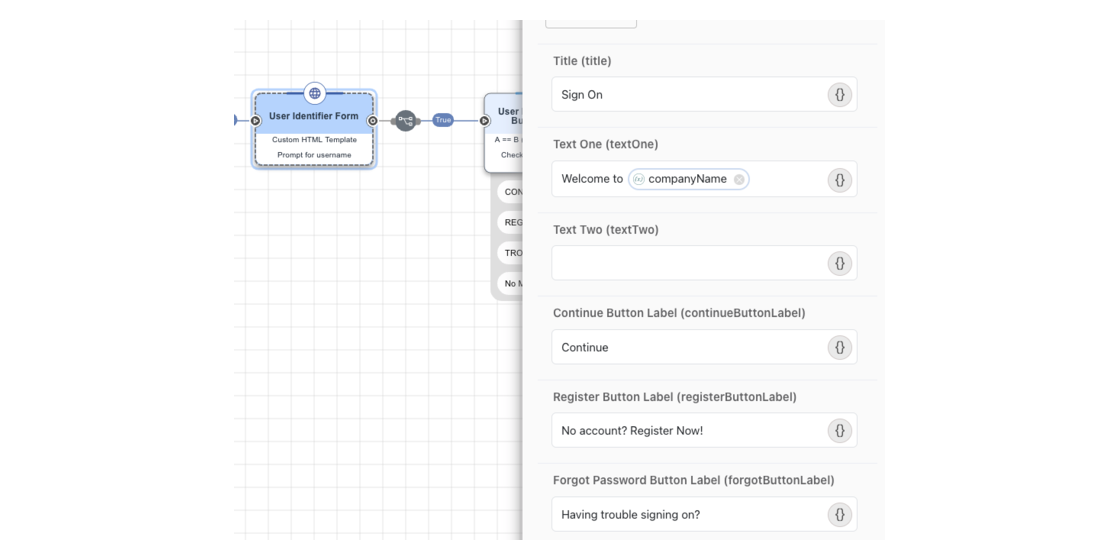 User Identifier Form
Custom HTML Template
Prompt for username
True
User
Bu
A == B
Check
CON
REG
TRO
No M
Title (title)
Sign On
{}
Text One (textOne)
Welcome to companyName
{}
Text Two (textTwo)
{}
Continue Button Label (continueButtonLabel)
Continue
{}
Register Button Label (registerButtonLabel)
No account? Register Now!
{}
Forgot Password Button Label (forgotButtonLabel)
Having trouble signing on?
{}